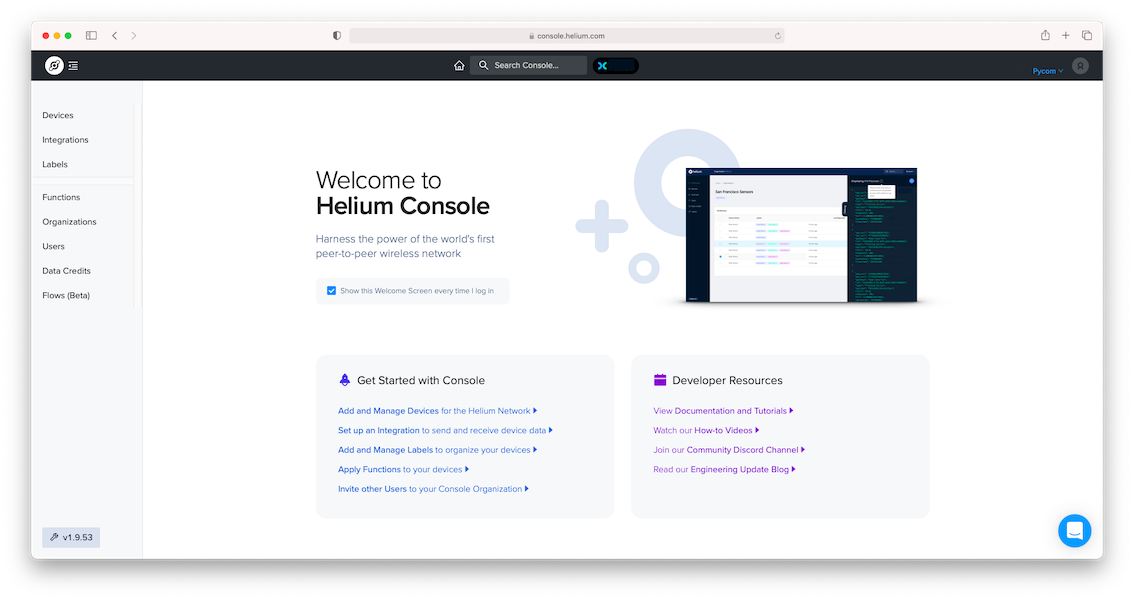 console.helium.com
Search Console...
Pycom
R
Devices
Integrations
Labels
Functions
Organizations
Users
Data Credits
Flows (Beta)
v1.9.53
Welcome to
Helium Console
Harness the power of the world's first
peer-to-peer wireless network
Show this Welcome Screen every time I log in
San Francisco Sensors
Get Started with Console
Add and Manage Devices for the Helium Network
Set up an Integration to send and receive device data
Add and Manage Labels to organize your devices
Apply Functions to your devices
Invite other Users to your Console Organization
Developer Resources
View Documentation and Tutorials
Watch our How-to Videos
Join our Community Discord Channel
Read our Engineering Update Blog